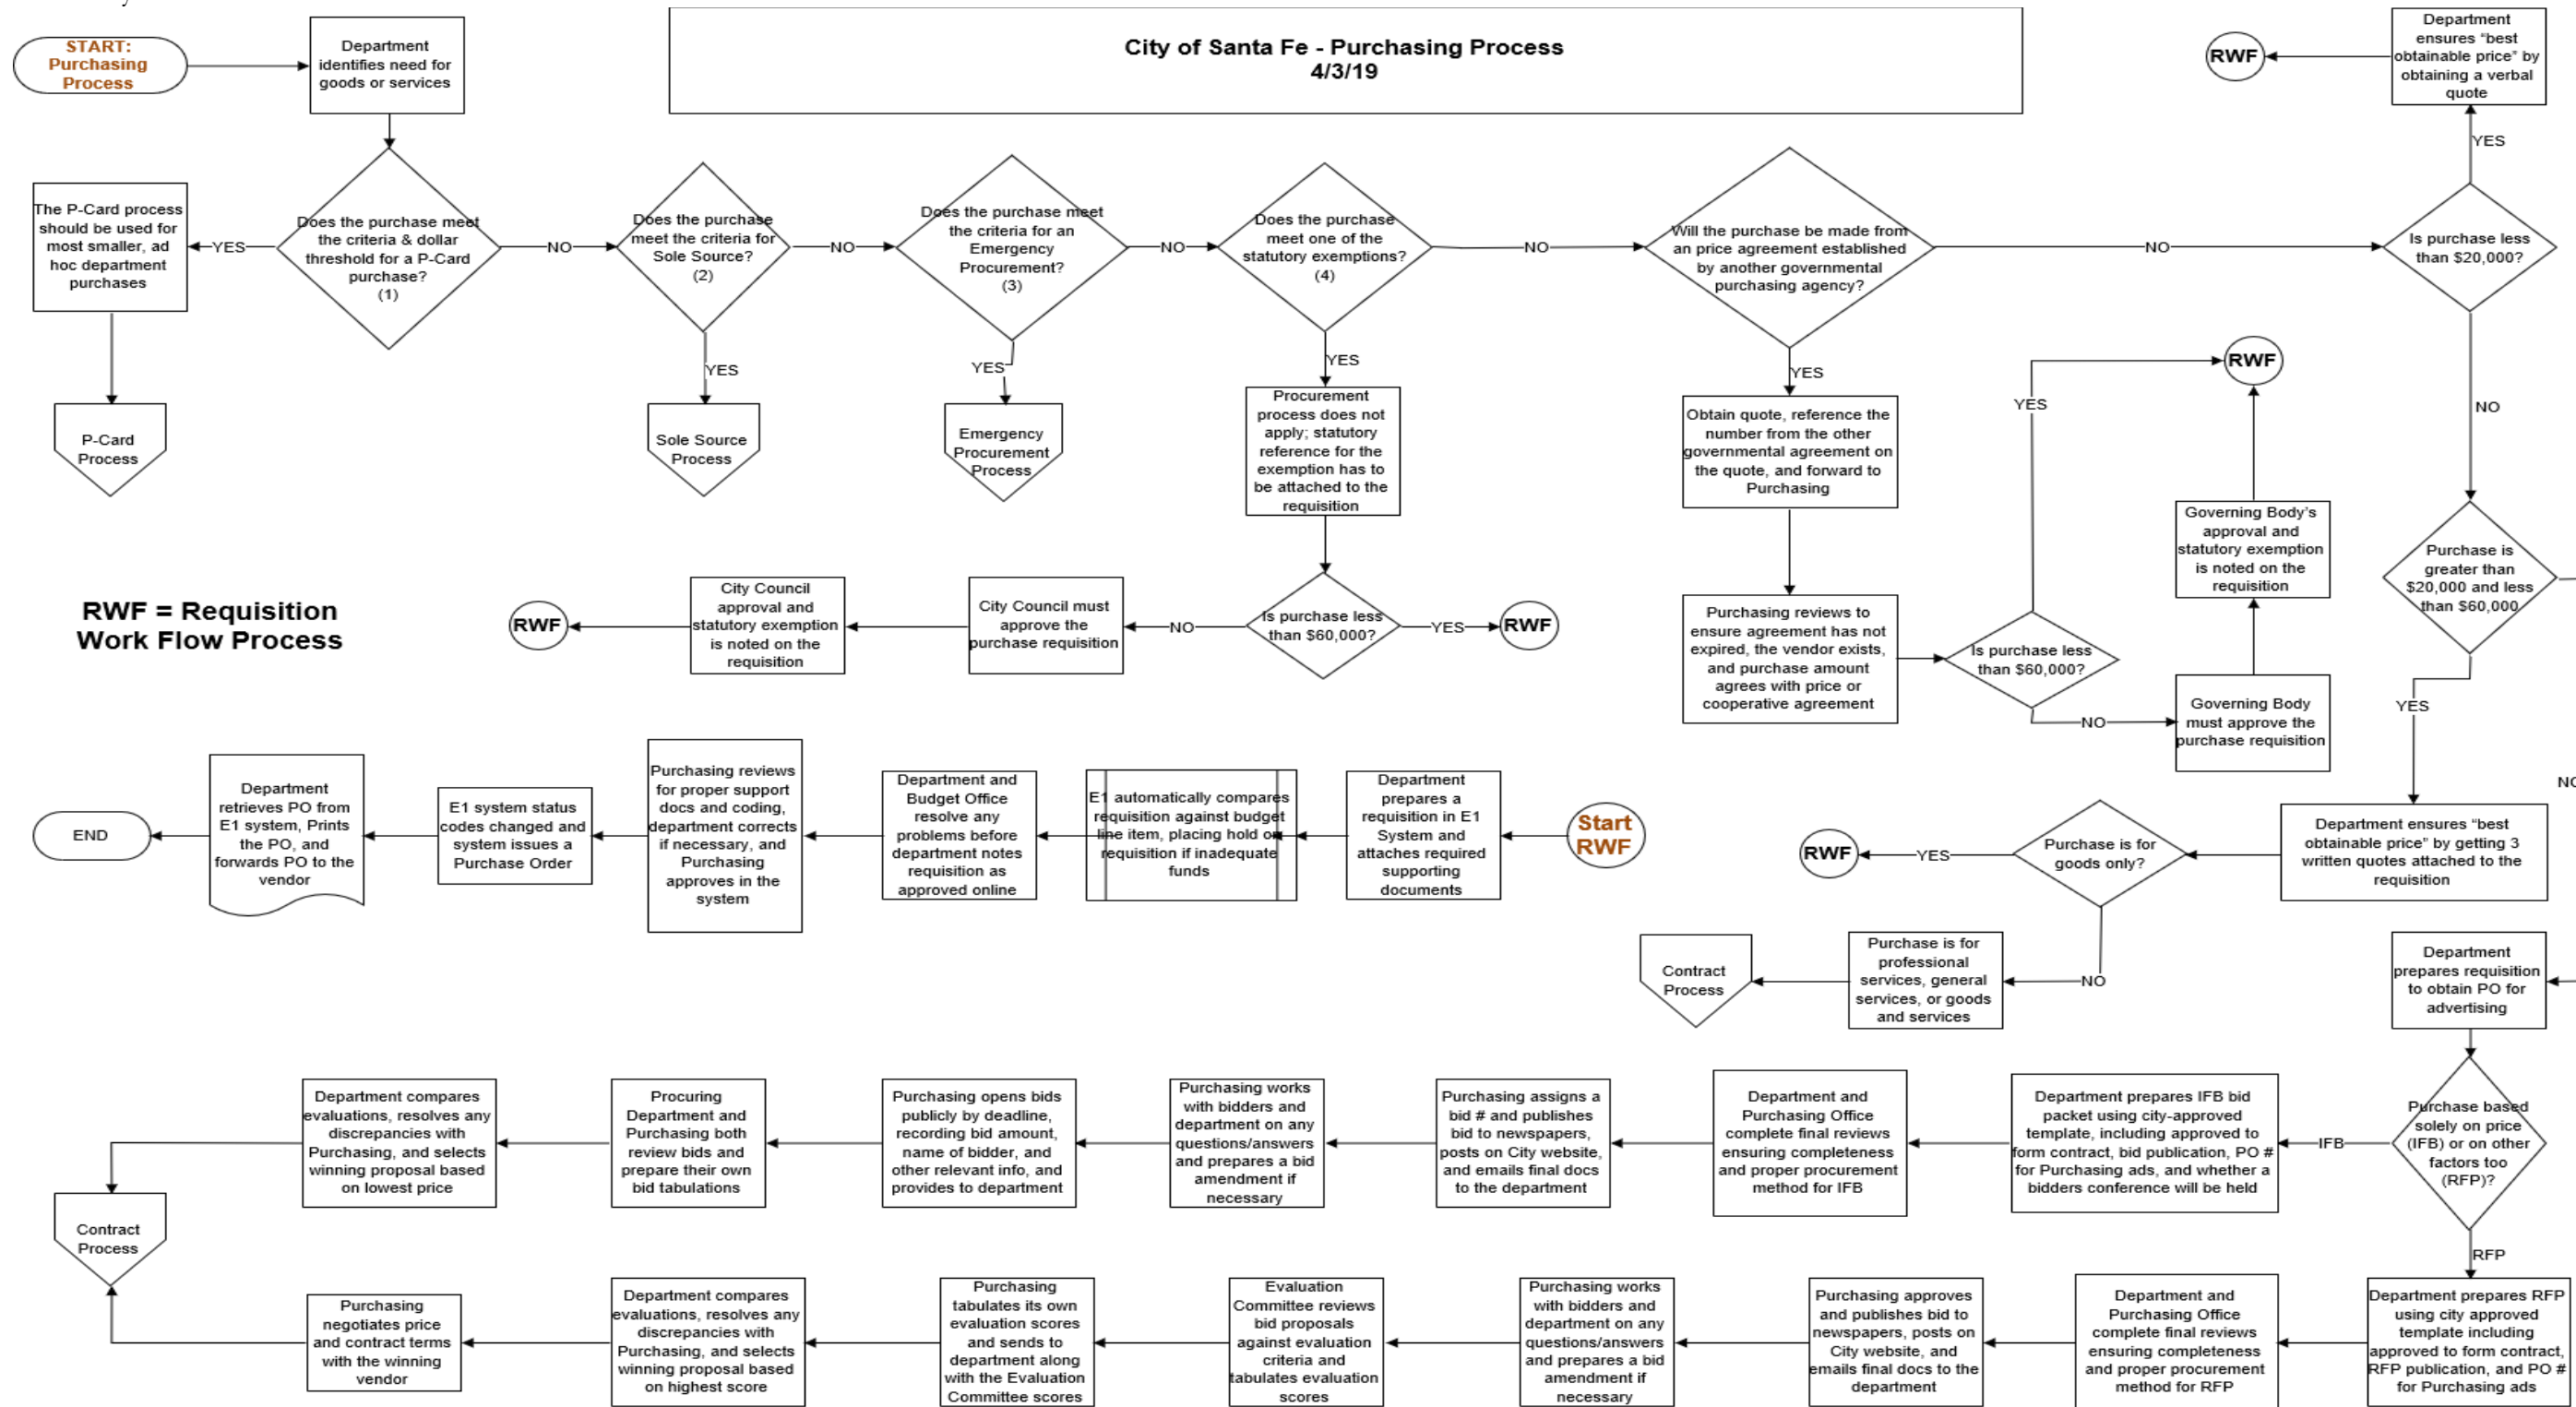 City of Santa Fe - Purchasing Process
4/3/19
START:
Purchasing
Process
Department
identifies need for
goods or services
Does the purchase meet
the criteria & dollar
threshold for a P-Card
purchase?
(1)
YES
The P-Card process
should be used for
most smaller, ad
hoc department
purchases
P-Card
Process
NO
Does the purchase
meet the criteria for
Sole Source?
(2)
YES
Sole Source
Process
NO
Does the purchase meet
the criteria for an
Emergency
Procurement?
(3)
YES
Emergency
Procurement
Process
NO
Does the purchase
meet one of the
statutory exemptions?
(4)
YES
Procurement
process does not
apply; statutory
reference for the
exemption has to
be attached to the
requisition
Is purchase less
than $60,000?
YES
RWF
NO
City Council must
approve the
purchase requisition
City Council
approval and
statutory exemption
is noted on the
requisition
RWF
NO
Will the purchase be made from
an price agreement established
by another governmental
purchasing agency?
YES
Obtain quote, reference the
number from the other
governmental agreement on
the quote, and forward to
Purchasing
Purchasing reviews to
ensure agreement has not
expired, the vendor exists,
and purchase amount
agrees with price or
cooperative agreement
Is purchase less
than $60,000?
YES
RWF
NO
Governing Body
must approve the
purchase requisition
Governing Body's
approval and
statutory exemption
is noted on the
requisition
NO
Is purchase less
than $20,000?
YES
Department
ensures “best
obtainable price” by
obtaining a verbal
quote
RWF
NO
Purchase is
greater than
$20,000 and less
than $60,000
YES
NO
Department ensures “best
obtainable price” by getting 3
written quotes attached to the
requisition
Purchase is for
goods only?
YES
RWF
NO
Purchase is for
professional
services, general
services, or goods
and services
Contract
Process
RWF = Requisition
Work Flow Process
Start
RWF
Department
prepares a
requisition in E1
System and
attaches required
supporting
documents
E1 automatically compares
requisition against budget
line item, placing hold on
requisition if inadequate
funds
Department and
Budget Office
resolve any
problems before
department notes
requisition as
approved online
Purchasing reviews
for proper support
docs and coding,
department corrects
if necessary, and
Purchasing
approves in the
system
E1 system status
codes changed and
system issues a
Purchase Order
Department
retrieves PO from
E1 system, Prints
the PO, and
forwards PO to the
vendor
END
Department
prepares requisition
to obtain PO for
advertising
Purchase based
solely on price
(IFB) or on other
factors too
(RFP)?
IFB
Department prepares IFB bid
packet using city-approved
template, including approved to
form contract, bid publication, PO #
for Purchasing ads, and whether a
bidders conference will be held
Department and
Purchasing Office
complete final reviews
ensuring completeness
and proper procurement
method for IFB
Purchasing assigns a
bid # and publishes
bid to newspapers,
posts on City website,
and emails final docs
to the department
Purchasing works
with bidders and
department on any
questions/answers
and prepares a bid
amendment if
necessary
Purchasing opens bids
publicly by deadline,
recording bid amount,
name of bidder, and
other relevant info, and
provides to department
Procuring
Department and
Purchasing both
review bids and
prepare their own
bid tabulations
Department compares
evaluations, resolves any
discrepancies with
Purchasing, and selects
winning proposal based
on lowest price
Contract
Process
RFP
Department prepares RFP
using city approved
template including
approved to form contract,
RFP publication, and PO #
for Purchasing ads
Department and
Purchasing Office
complete final reviews
ensuring completeness
and proper procurement
method for RFP
Purchasing approves
and publishes bid to
newspapers, posts on
City website, and
emails final docs to the
department
Purchasing works
with bidders and
department on any
questions/answers
and prepares a bid
amendment if
necessary
Evaluation
Committee reviews
bid proposals
against evaluation
criteria and
tabulates evaluation
scores
Purchasing
tabulates its own
evaluation scores
and sends to
department along
with the Evaluation
Committee scores
Department compares
evaluations, resolves any
discrepancies with
Purchasing, and selects
winning proposal based
on highest score
Purchasing
negotiates price
and contract terms
with the winning
vendor